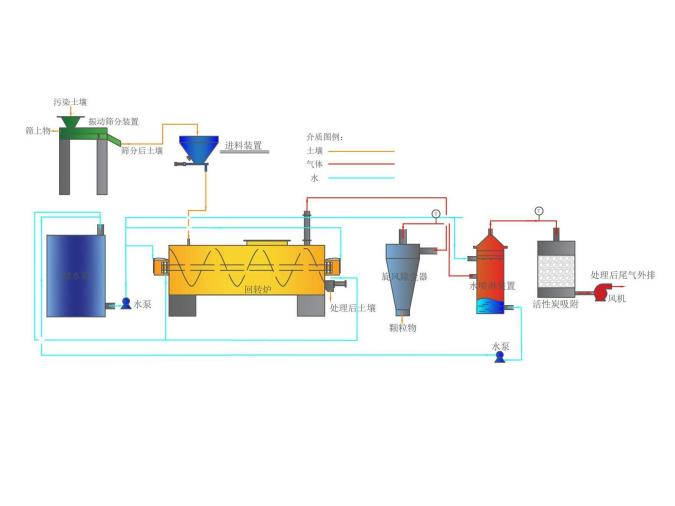 污染土壤
振动筛分装置
筛上物
筛分后土壤
进料装置
介质图例:
土壤
气体
水
T
T
水泵
回转炉
处理后土壤
旋风除尘器
颗粒物
水喷淋装置
活性炭吸附
处理后尾气外排
风机
水泵